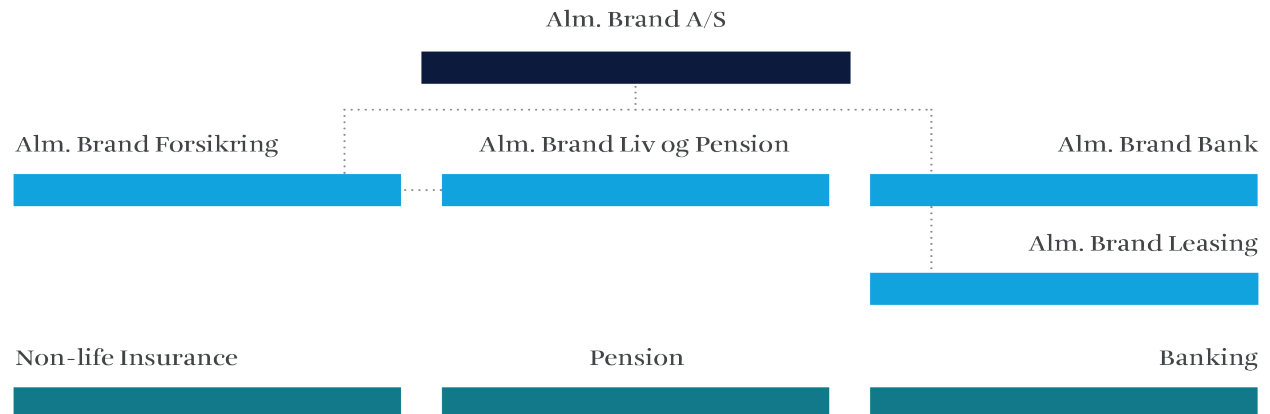 Alm. Brand A/S
Alm. Brand Forsikring
Alm. Brand Liv og Pension
Alm. Brand Bank
Alm. Brand Leasing
Non-life Insurance
Pension
Banking